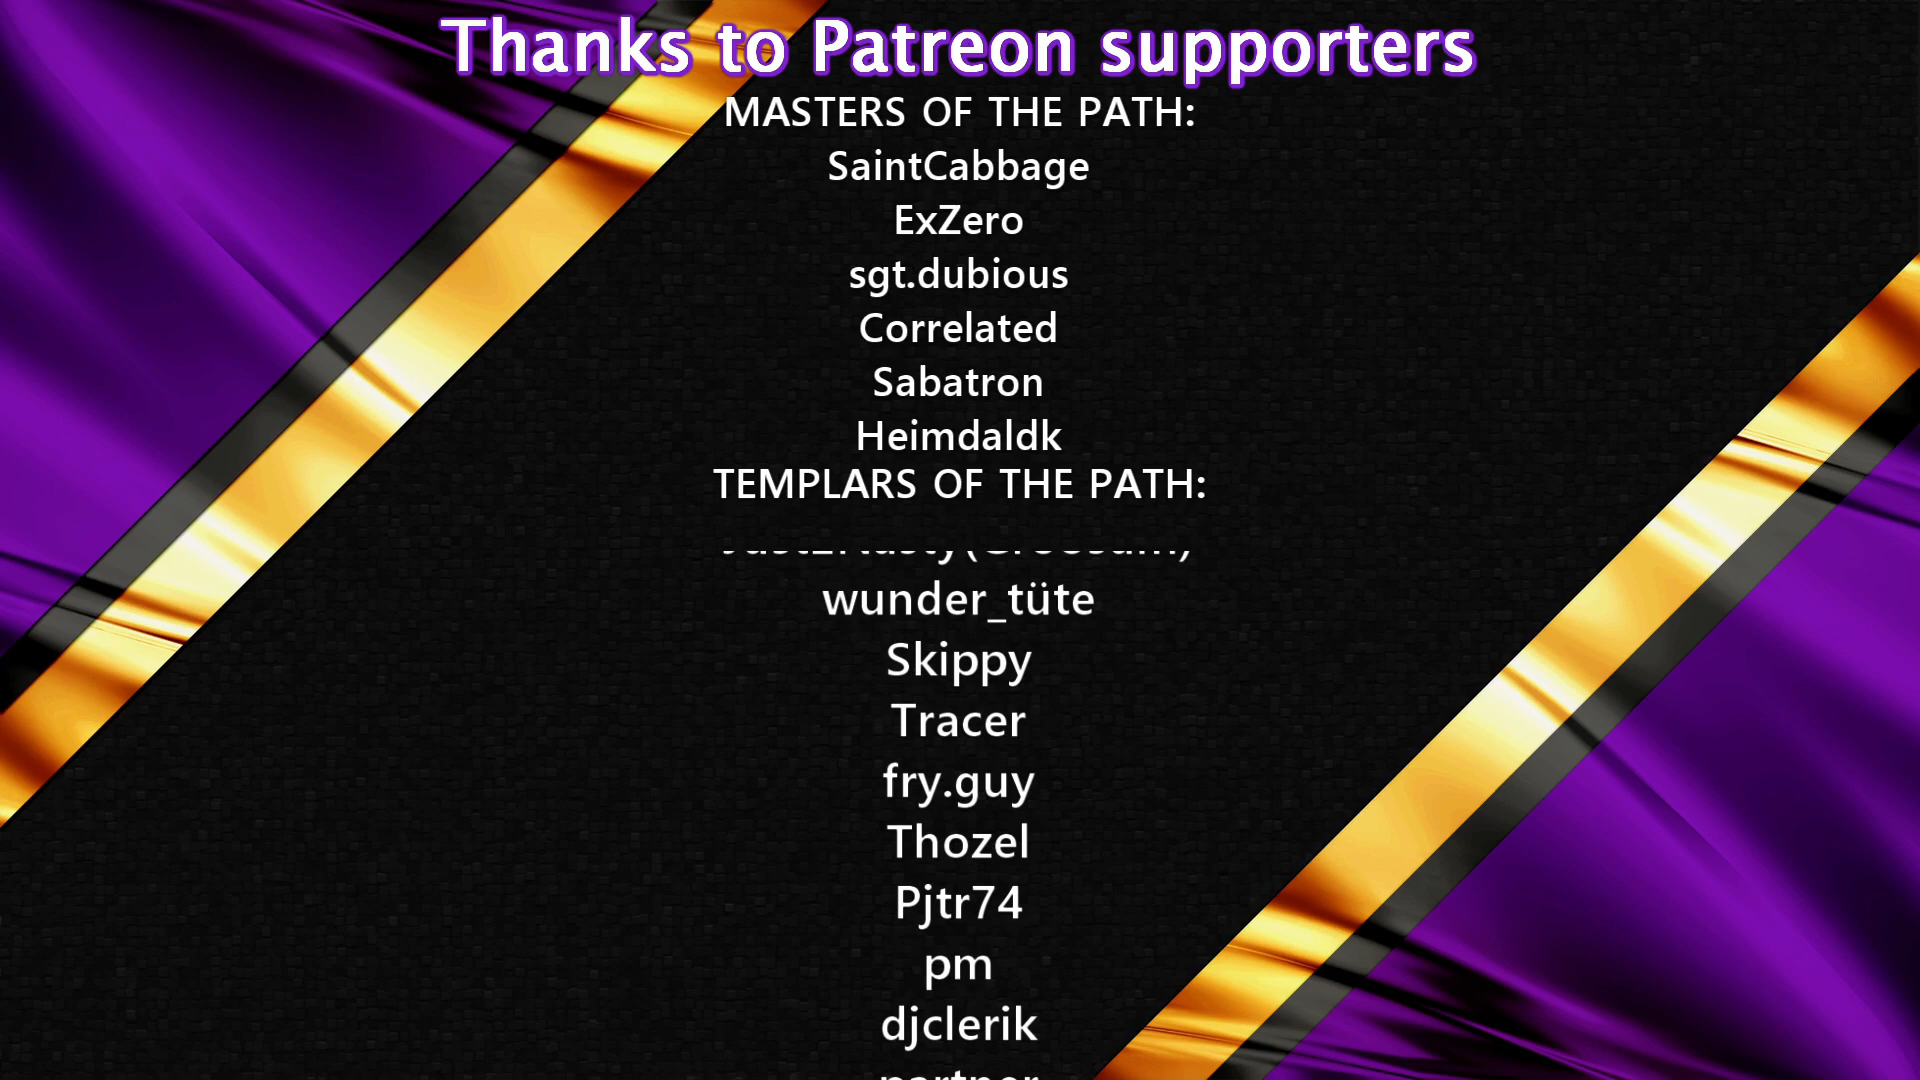 Thanks to Patreon supporters
MASTERS OF THE PATH:
SaintCabbage
ExZero
sgt.dubious
Correlated
Sabatron
Heimdaldk
TEMPLARS OF THE PATH:
wunder_tüte
Skippy
Tracer
fry.guy
Thozel
Pjtr74
pm
djclerik